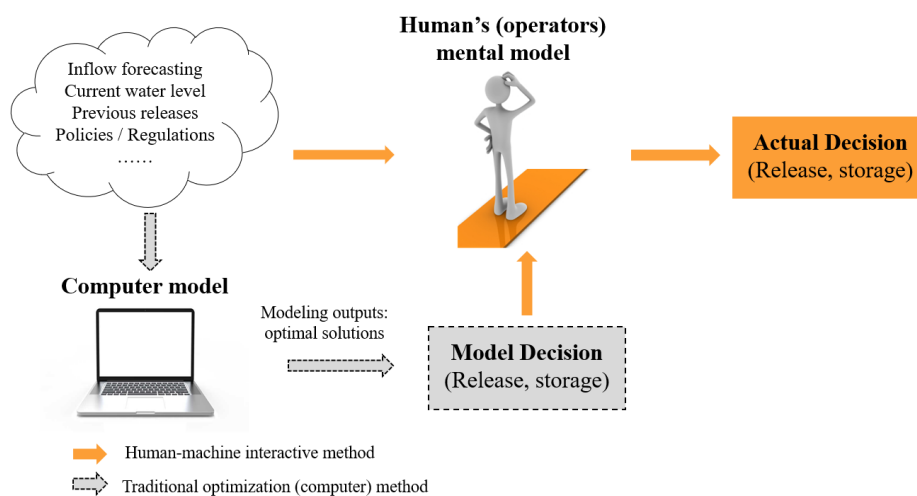 Inflow forecasting
Current water level
Previous releases
Policies / Regulations
……
Human's (operators)
mental model
Actual Decision
(Release, storage)
Computer model
Modeling outputs:
optimal solutions
Model Decision
(Release, storage)
Human-machine interactive method
Traditional optimization (computer) method